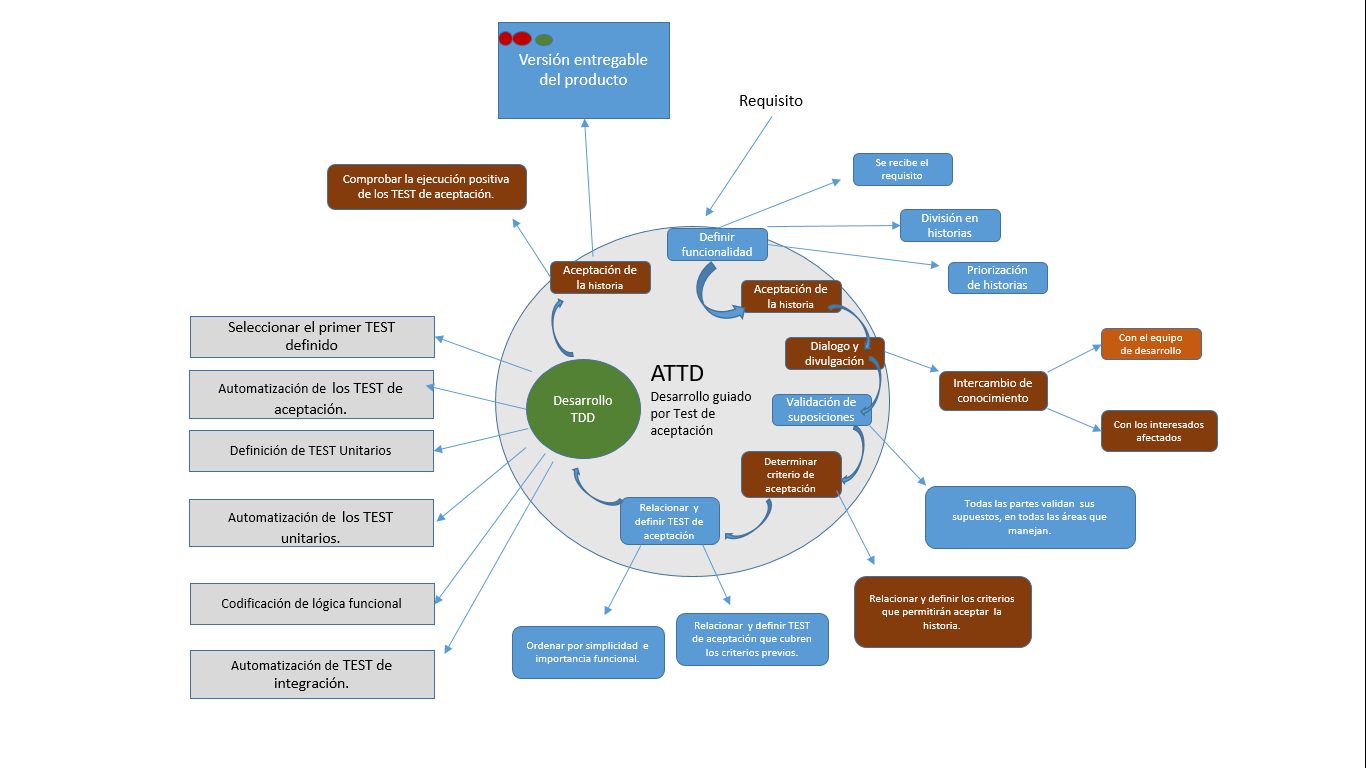 Versión entregable
del producto
Requisito
Comprobar la ejecución positiva
de los TEST de aceptación.
Se recibe el
requisito
División en
historias
Priorización
de historias
Definir
funcionalidad
Aceptación de
la historia
Aceptación de
la historia
Dialogo y
divulgación
Validación de
suposiciones
Determinar
criterio de
aceptación
Relacionar y
definir TEST de
aceptación
Desarrollo
TDD
ATTD
Desarrollo guiado
por Test de
aceptación
Seleccionar el primer TEST
definido
Automatización de los TEST de
aceptación.
Definición de TEST Unitarios
Automatización de los TEST
unitarios.
Codificación de lógica funcional
Automatización de TEST de
integración.
Intercambio de
conocimiento
Con el equipo
de desarrollo
Con los interesados
afectados
Todas las partes validan sus
supuestos, en todas las áreas que
manejan.
Relacionar y definir los criterios
que permitirán aceptar la
historia.
Relacionar y definir TEST
de aceptación que cubren
los criterios previos.
Ordenar por simplicidad e
importancia funcional.